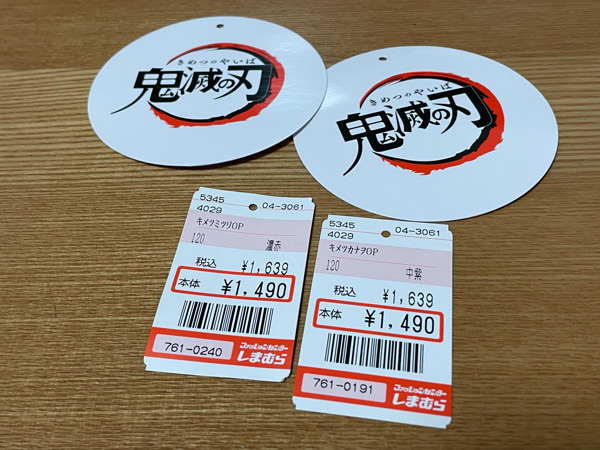 きめつのやいば
鬼滅の刃
きめつのやいば
鬼滅の刃
5345
4029
04-3061
キメツミツリOP
120 濃赤
税込 ¥1,639
本体 ¥1,490
761-0240
ファッションセンター
しまむら
5345
4029
04-3061
キメツカナヲOP
120 中紫
税込 ¥1,639
本体 ¥1,490
761-0191
ファッションセンター
しまむら